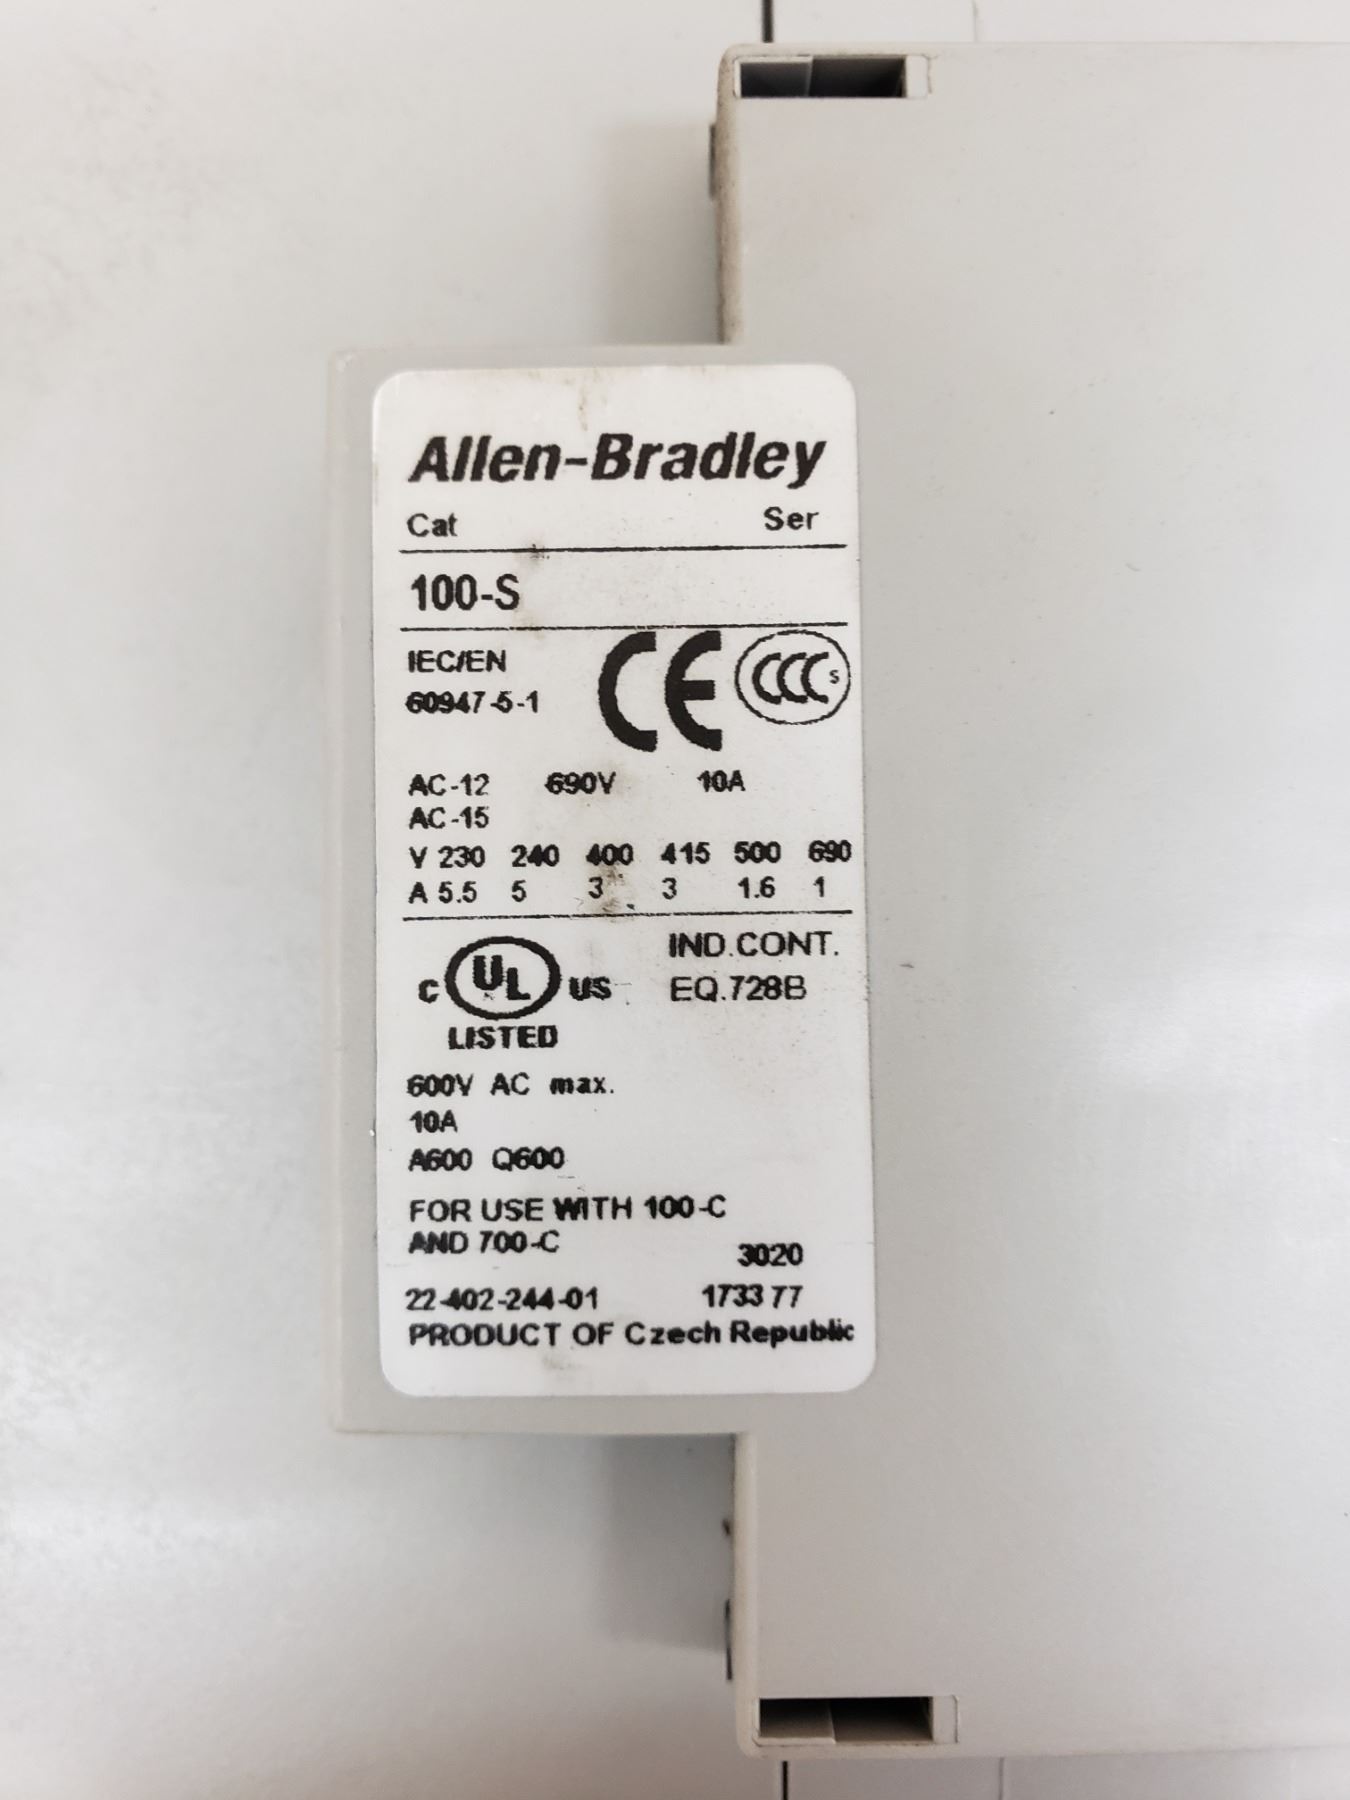 Allen-Bradley
Cat Ser
100-S
IEC/EN
60947-5-1
CE CCC S
AC-12 690V 10A
AC-15
V 230 240 400 415 500 690
A 5.5 5 3 3 1.6 1
C UL US
LISTED
IND.CONT.
EQ.728B
600V AC max.
10A
A600 Q600
FOR USE WITH 100-C
AND 700-C
3020
22-402-244-01 1733 77
PRODUCT OF Czech Republic